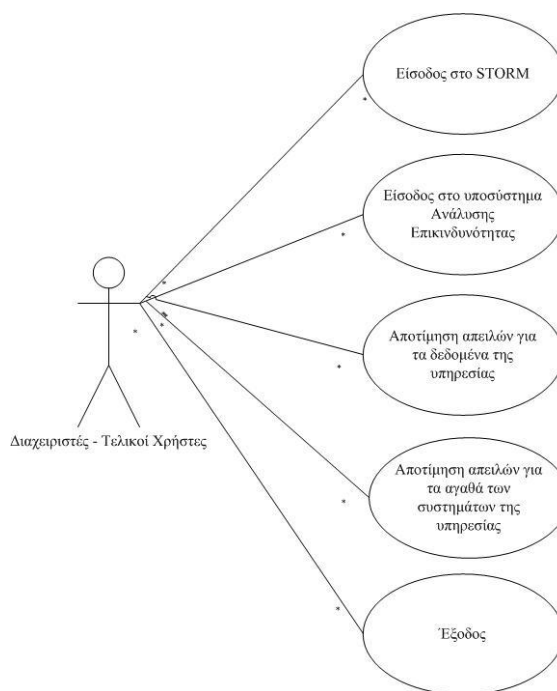 Είσοδος στο STORM
Είσοδος στο υποσύστημα
Ανάλυσης
Επικινδυνότητας
Αποτίμηση απειλών για
τα δεδομένα της
υπηρεσίας
Διαχειριστές - Τελικοί Χρήστες
Αποτίμηση απειλών για
τα αγαθά των
συστημάτων της
υπηρεσίας
Έξοδος